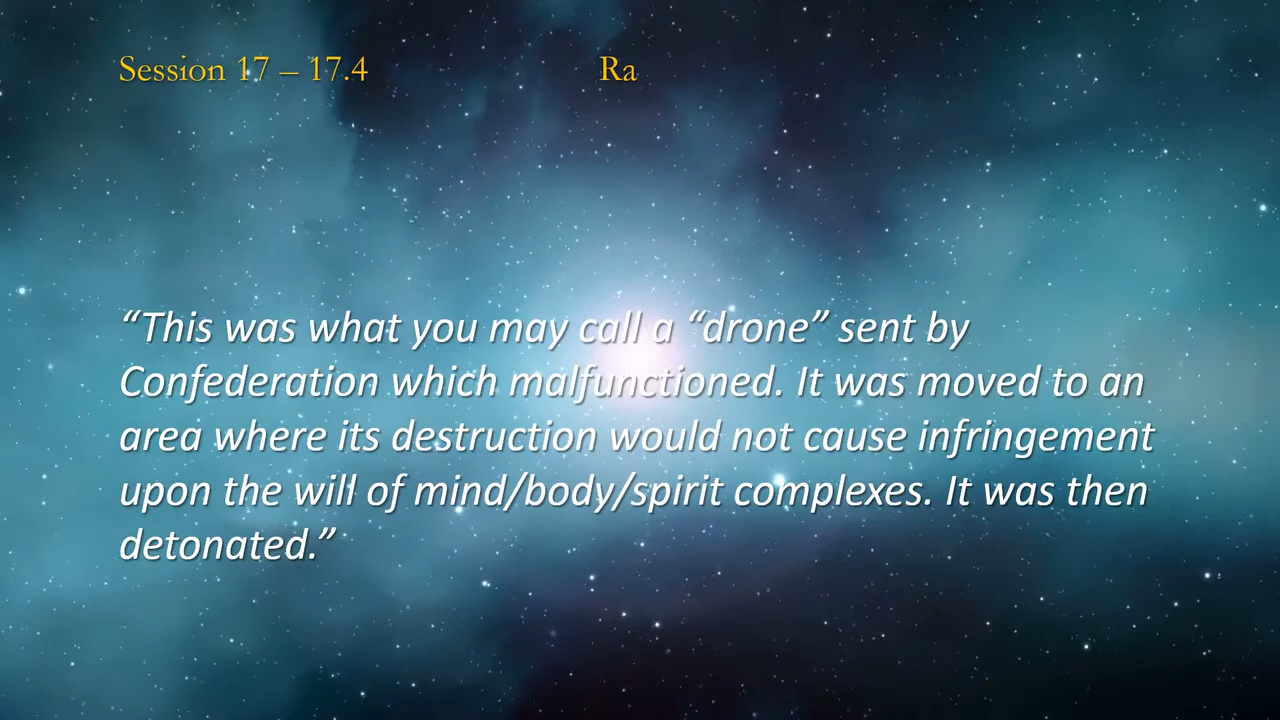 Session 17 – 17.4 Ra
“This was what you may call a “drone” sent by
Confederation which malfunctioned. It was moved to an
area where its destruction would not cause infringement
upon the will of mind/body/spirit complexes. It was then
detonated.”